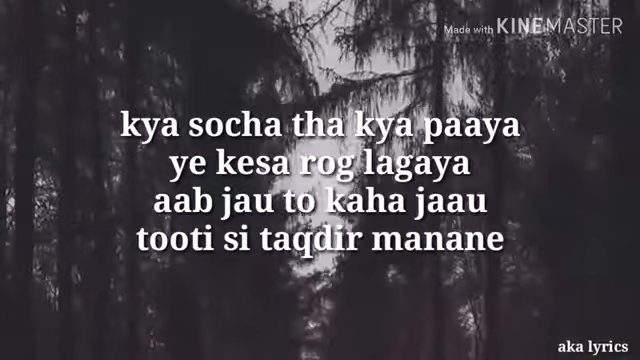 Made with KINEMASTER
kya socha tha kya paaya
ye kesa rog lagaya
aab jau to kaha jaau
tooti si taqdir manane
aka lyrics